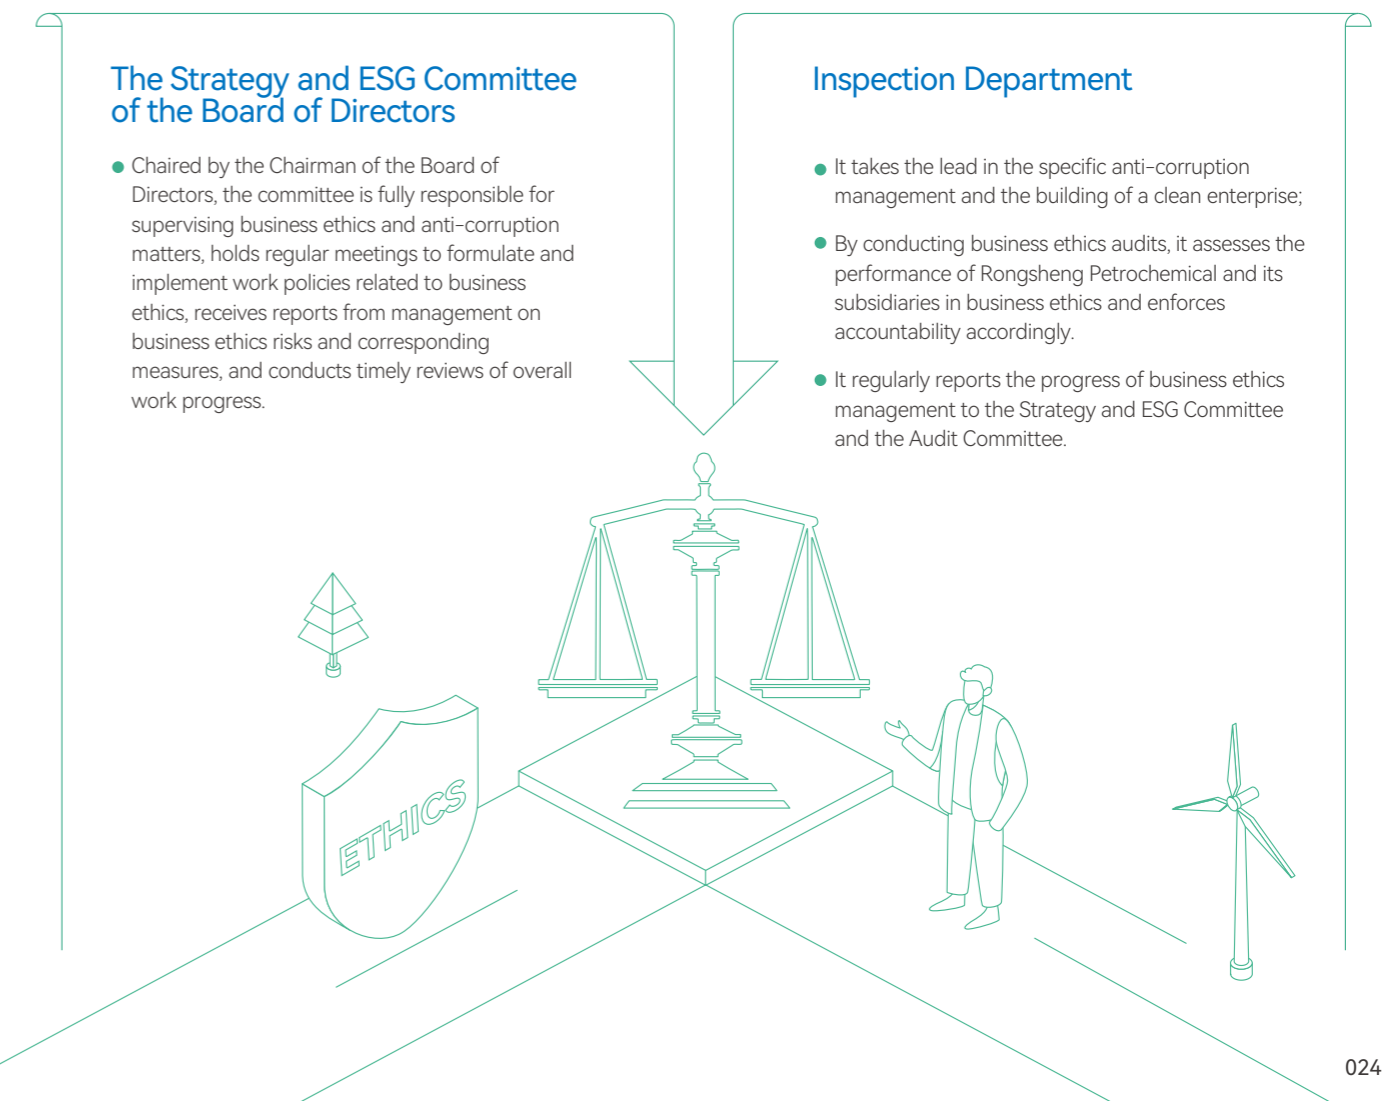 The Strategy and ESG Committee
of the Board of Directors
Chaired by the Chairman of the Board of
Directors, the committee is fully responsible for
supervising business ethics and anti-corruption
matters, holds regular meetings to formulate and
implement work policies related to business
ethics, receives reports from management on
business ethics risks and corresponding
measures, and conducts timely reviews of overall
work progress.
Inspection Department
It takes the lead in the specific anti-corruption
management and the building of a clean enterprise;
By conducting business ethics audits, it assesses the
performance of Rongsheng Petrochemical and its
subsidiaries in business ethics and enforces
accountability accordingly.
It regularly reports the progress of business ethics
management to the Strategy and ESG Committee
and the Audit Committee.
ETHICS
024